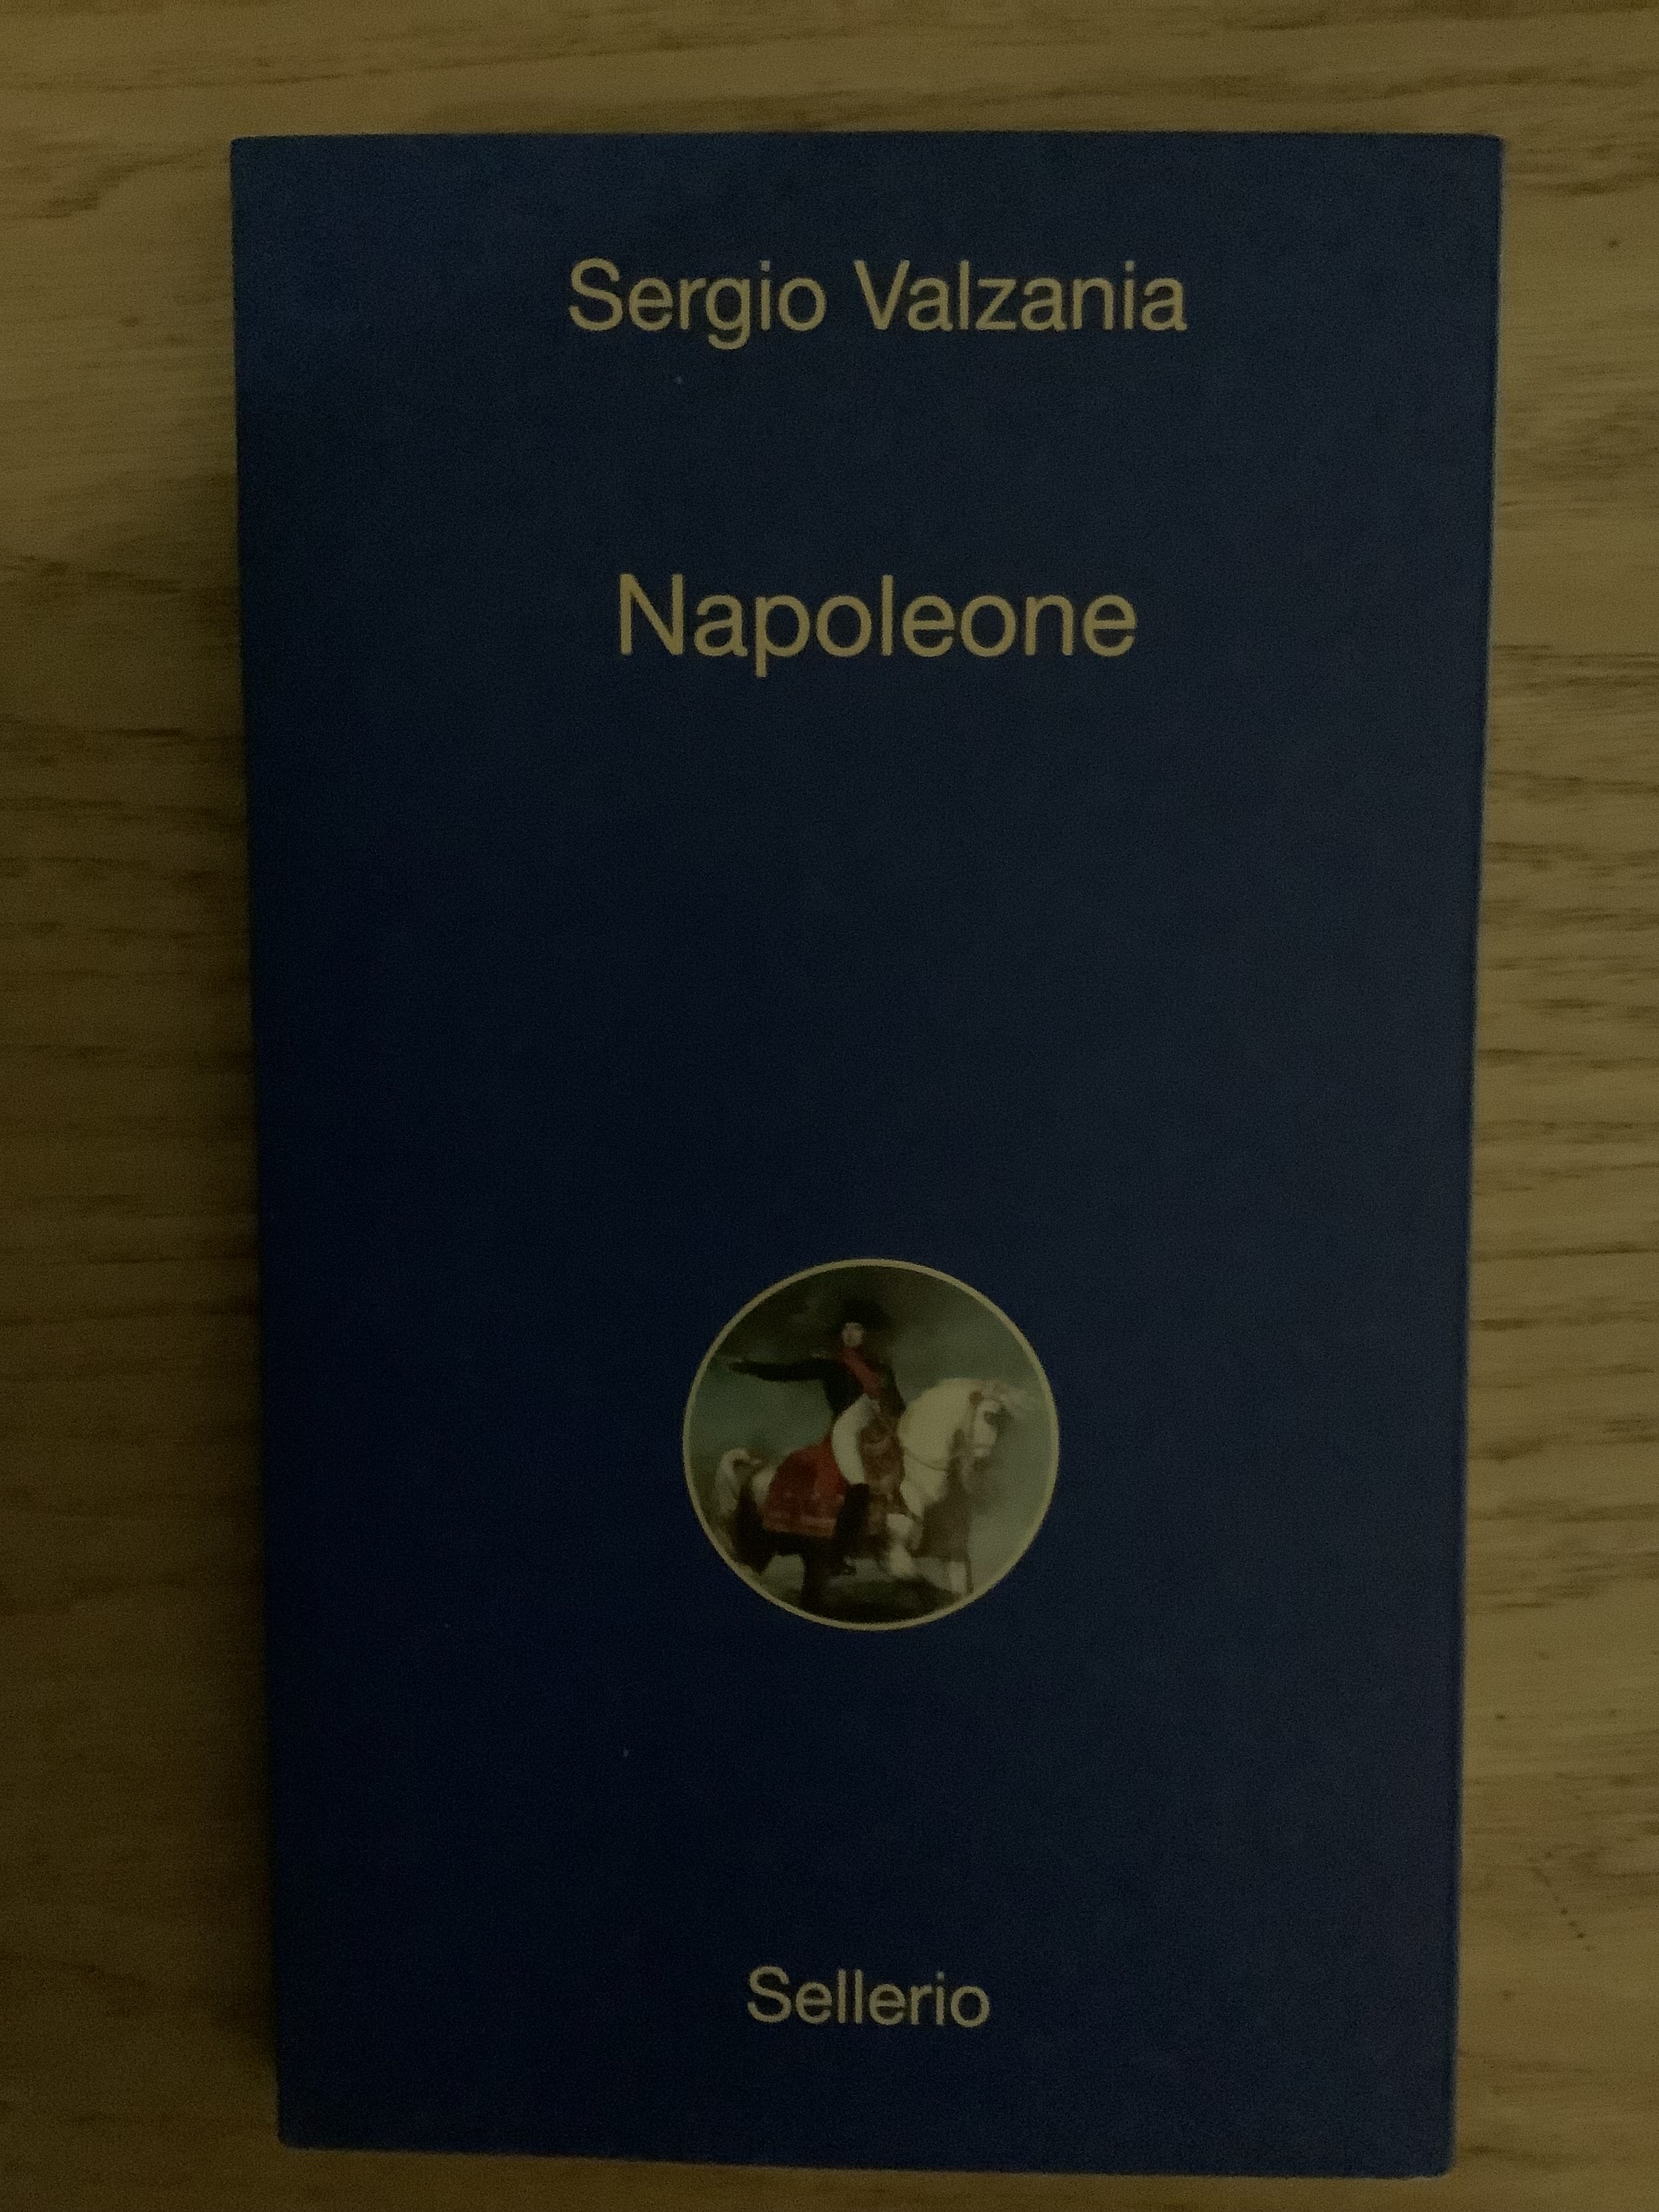 Sergio Valzania
Napoleone
Sellerio